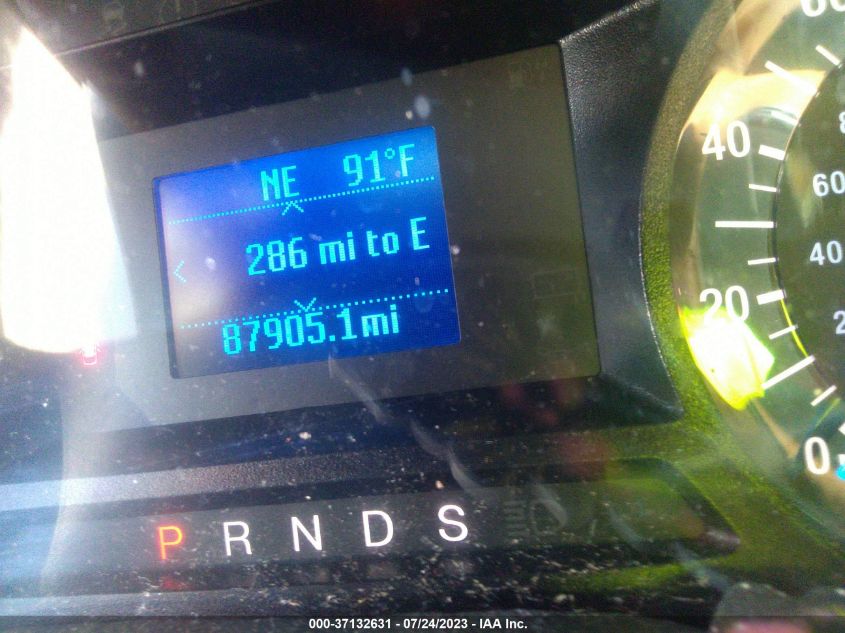 NE 91°F
286 mi to E
87905.1mi
P R N D S
40
20
0
60
40
000-37132631 - 07/24/2023 - IAA Inc.